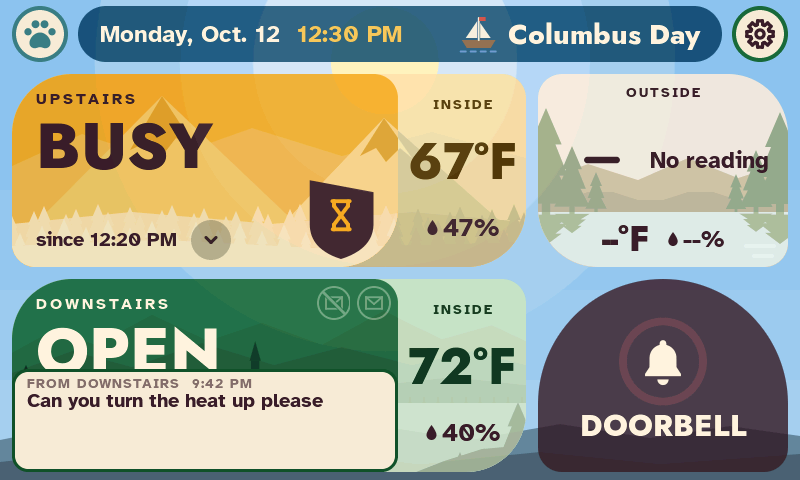 Monday, Oct. 12 12:30 PM Columbus Day
UPSTAIRS
BUSY
since 12:20 PM
INSIDE
67°F
47%
OUTSIDE
No reading
--°F --%
DOWNSTAIRS
OPEN
FROM DOWNSTAIRS 9:42 PM
Can you turn the heat up please
INSIDE
72°F
40%
DOORBELL